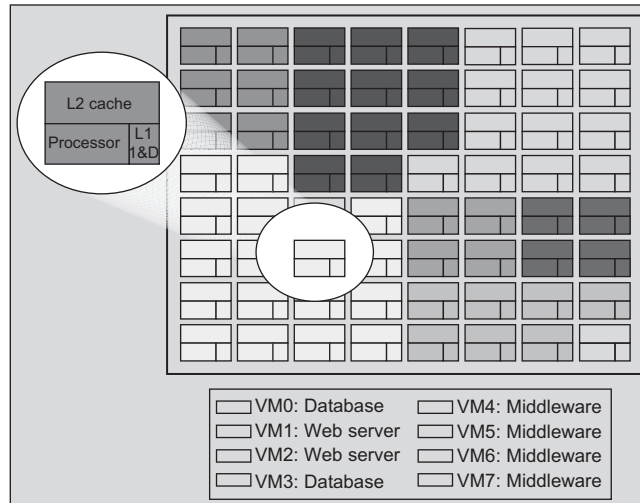 L2 cache
Processor L1
1&D
VM0: Database VM4: Middleware
VM1: Web server VM5: Middleware
VM2: Web server VM6: Middleware
VM3: Database VM7: Middleware